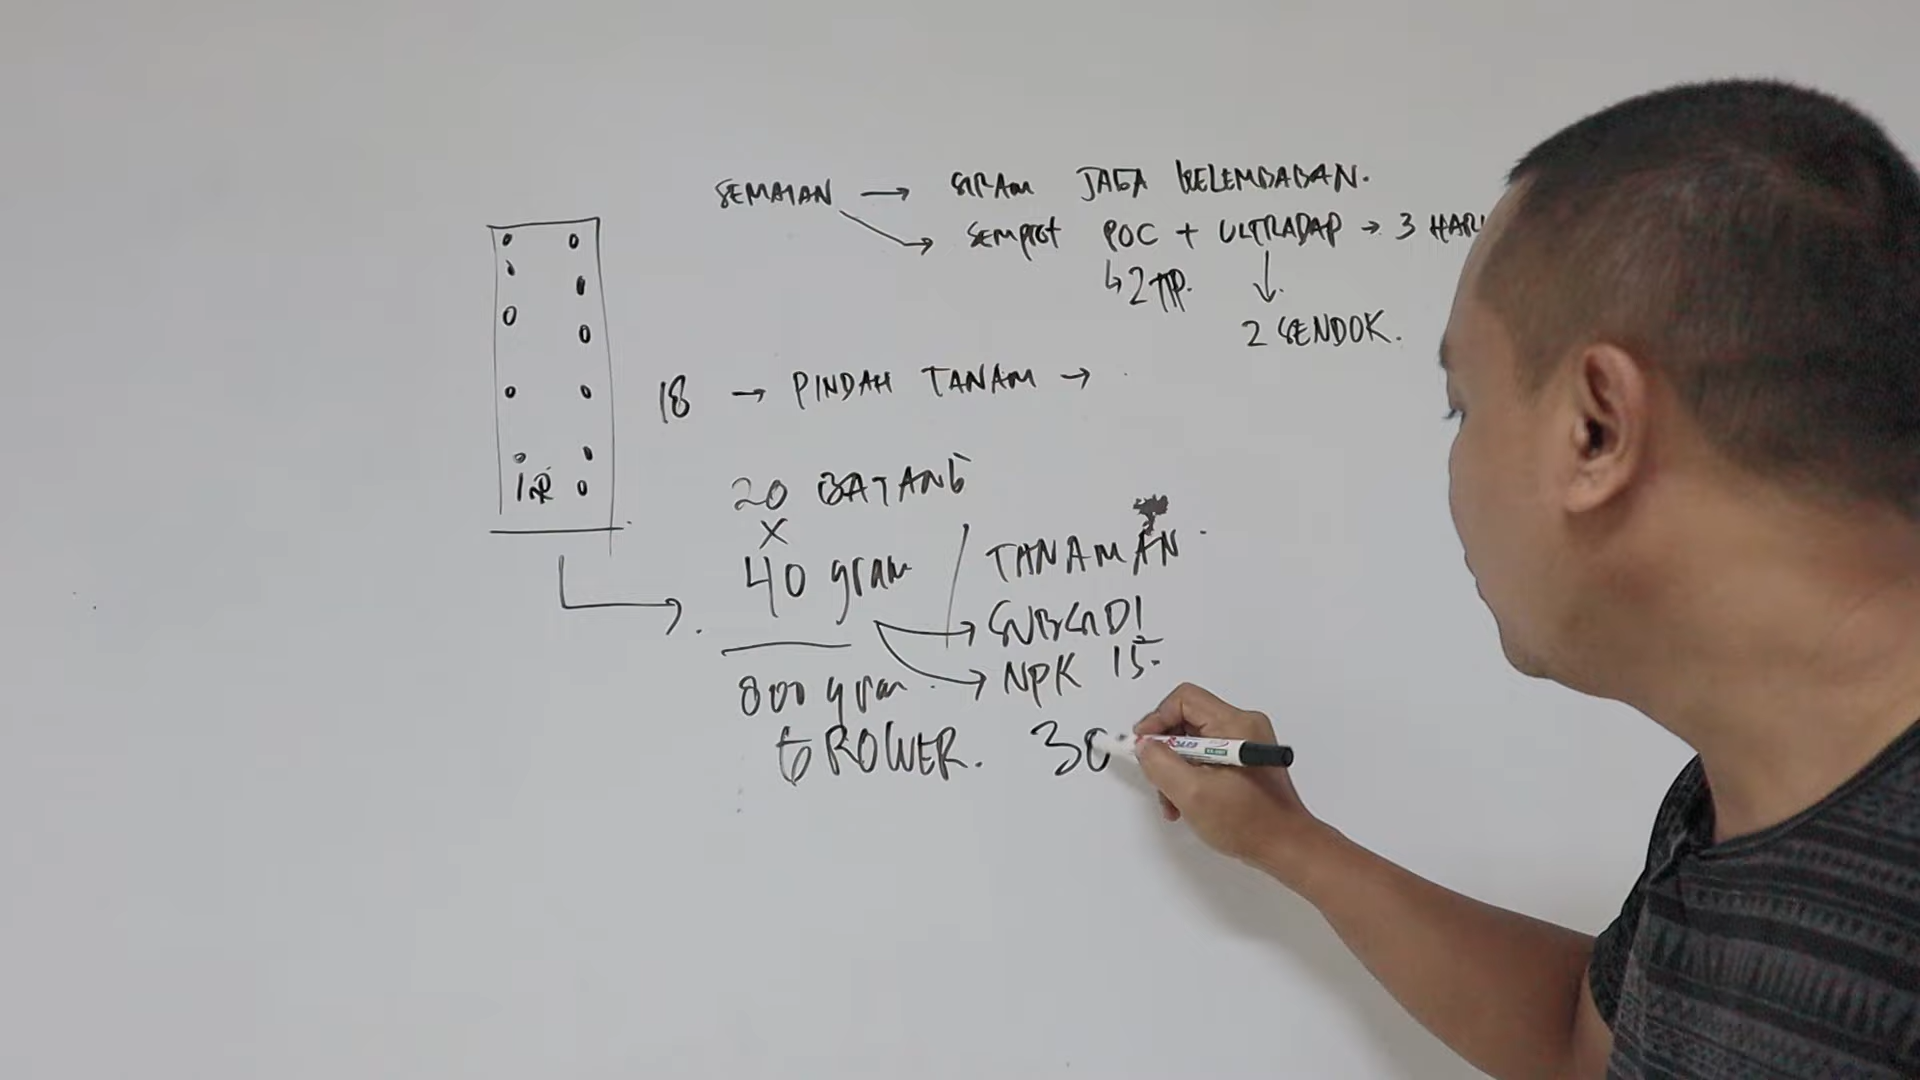 SEMAIAN → SIRAM JAGA KELEMBABAN.
SEMPROT POC + ULTRADAP → 3 HARI
↳ 2 TTP. ↓
2 SENDOK.
18 → PINDAH TANAM →
20 BATANG
X
40 gram / TANAMAN
→ SUBSIDI
800 gram → NPK 15
GROWER. 30